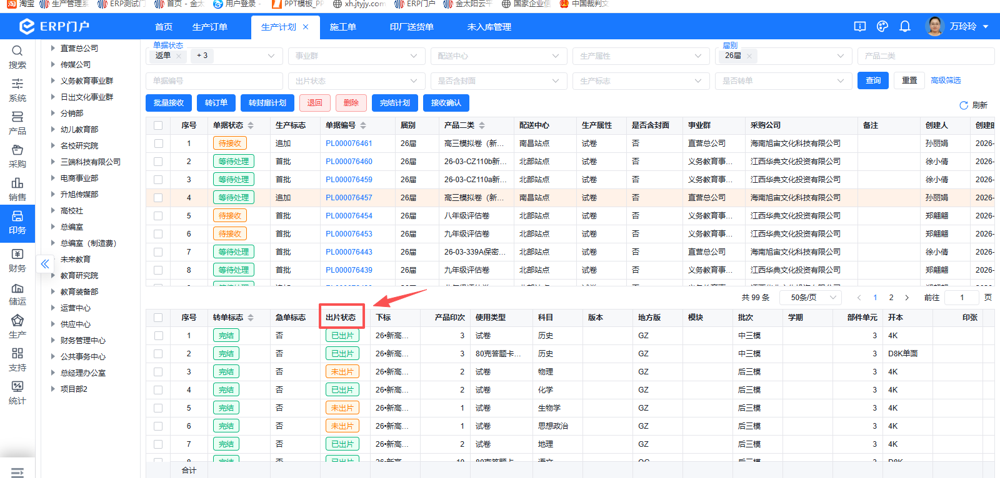 淘宝 生产管理系 ERP测试门 首页 - 金太 用户登录 - PPT模板_PP xh.jtyjy.com ERP门户 金太阳云平 国家企业信 中国裁判文
ERP门户 首页 生产订单 生产计划 × 施工单 印厂送货单 未入库管理 万玲玲
搜索
系统
产品
采购
销售
印务
财务
储运
生产
支持
统计
直营总公司
传媒公司
义务教育事业群
日出文化事业群
分销部
幼儿教育部
名校研究院
三端科技有限公司
电商事业部
升旭传媒部
高校社
总编室
总编室（制造费）
未来教育
教育研究院
教育装备部
运营中心
供应中心
财务管理中心
公共事务中心
总经理办公室
项目部2
单据状态 届别
返单 × + 3 事业群 配送中心 生产属性 26届 × 产品二类
单据编号 出片状态 是否含封面 生产标志 是否转单 查询 重置 高级筛选
批量接收 转订单 转封扉计划 退回 删除 完结计划 接收确认 刷新
序号 单据状态 生产标志 单据编号 届别 产品二类 配送中心 生产属性 是否含封面 事业群 采购公司 备注 创建人 创建时
1 待接收 追加 PL000076461 26届 高三模拟卷（新... 南昌站点 试卷 否 直营总公司 海南旭宙文化科技有限公司 孙丽娟 2026-
2 等待处理 首批 PL000076460 26届 26-03-CZ110b新... 北部站点 试卷 否 义务教育事... 江西华典文化投资有限公司 徐小倩 2026-
3 等待处理 首批 PL000076459 26届 26-03-CZ110a新... 北部站点 试卷 否 义务教育事... 江西华典文化投资有限公司 徐小倩 2026-
4 等待处理 追加 PL000076457 26届 高三模拟卷（新... 南昌站点 试卷 否 直营总公司 海南旭宙文化科技有限公司 孙丽娟 2026-
5 待接收 首批 PL000076454 26届 八年级评估卷 北部站点 试卷 否 义务教育事... 江西华典文化投资有限公司 郑翩翩 2026-
6 待接收 首批 PL000076453 26届 九年级评估卷 北部站点 试卷 否 义务教育事... 江西华典文化投资有限公司 郑翩翩 2026-
7 等待处理 首批 PL000076443 26届 26-03-339A保密... 北部站点 试卷 否 直营总公司 海南旭宙文化科技有限公司 徐小倩 2026-
8 等待处理 首批 PL000076439 26届 九年级评估卷 北部站点 试卷 否 义务教育事... 江西华典文化投资有限公司 郑翩翩 2026-
共 99 条 50条/页 1 2 前往 1 页
序号 转单标志 急单标志 出片状态 下标 产品印次 使用类型 科目 版本 地方版 模块 批次 学期 部件单元 开本 印张
1 完结 否 已出片 26•新高... 3 试卷 历史 GZ 中三模 3 4K
2 完结 否 已出片 26•新高... 3 80克答题卡... 历史 GZ 中三模 3 D8K单面
3 完结 否 未出片 26•新高... 2 试卷 物理 GZ 后三模 3 4K
4 完结 否 已出片 26•新高... 2 试卷 化学 GZ 后三模 3 4K
5 完结 否 未出片 26•新高... 1 试卷 生物学 GZ 后三模 3 4K
6 完结 否 未出片 26•新高... 1 试卷 思想政治 GZ 后三模 3 4K
7 完结 否 已出片 26•新高... 2 试卷 地理 GZ 后三模 3 4K
合计